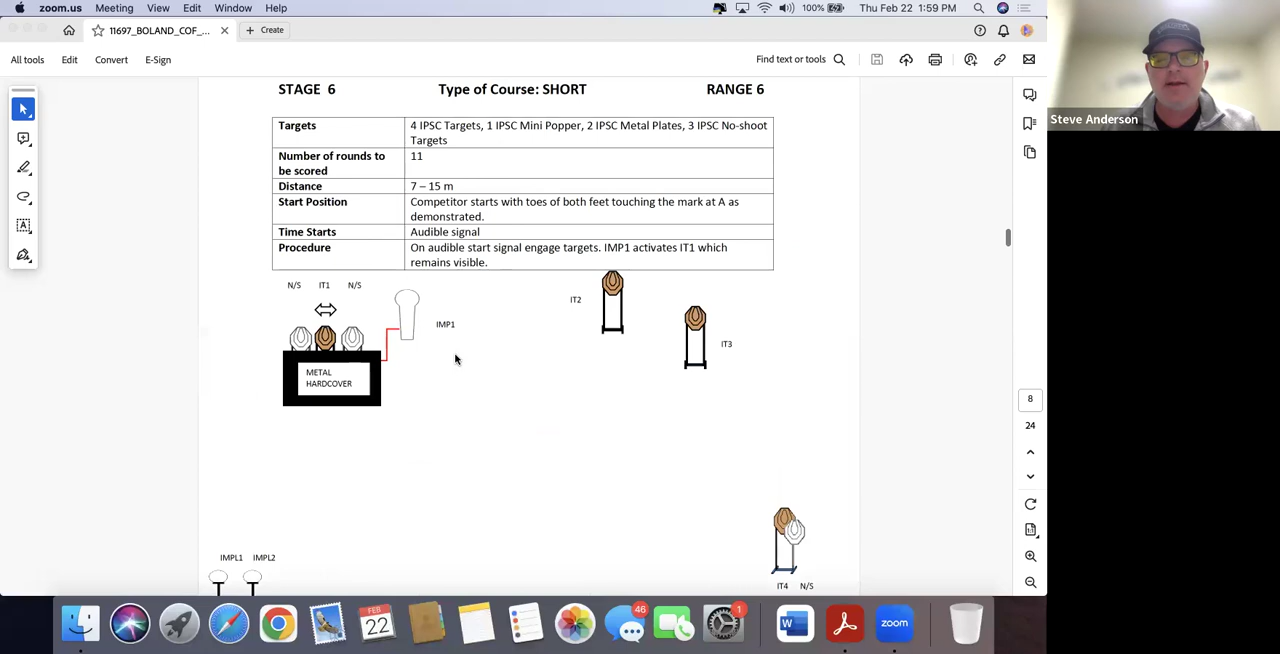 zoom.us Meeting View Edit Window Help
100% Thu Feb 22 1:59 PM
11697_BOLAND_COF_... Create
All tools Edit Convert E-Sign
Find text or tools
STAGE 6 Type of Course: SHORT RANGE 6
Targets 4 IPSC Targets, 1 IPSC Mini Popper, 2 IPSC Metal Plates, 3 IPSC No-shoot
Targets
Number of rounds to 11
be scored
Distance 7 – 15 m
Start Position Competitor starts with toes of both feet touching the mark at A as
demonstrated.
Time Starts Audible signal
Procedure On audible start signal engage targets. IMP1 activates IT1 which
remains visible.
N/S IT1 N/S
IT2
IMP1
IT3
METAL
HARDCOVER
IMPL1 IMPL2
IT4 N/S
8
24
1:1
Steve Anderson
FEB
22
46
1
W
zoom